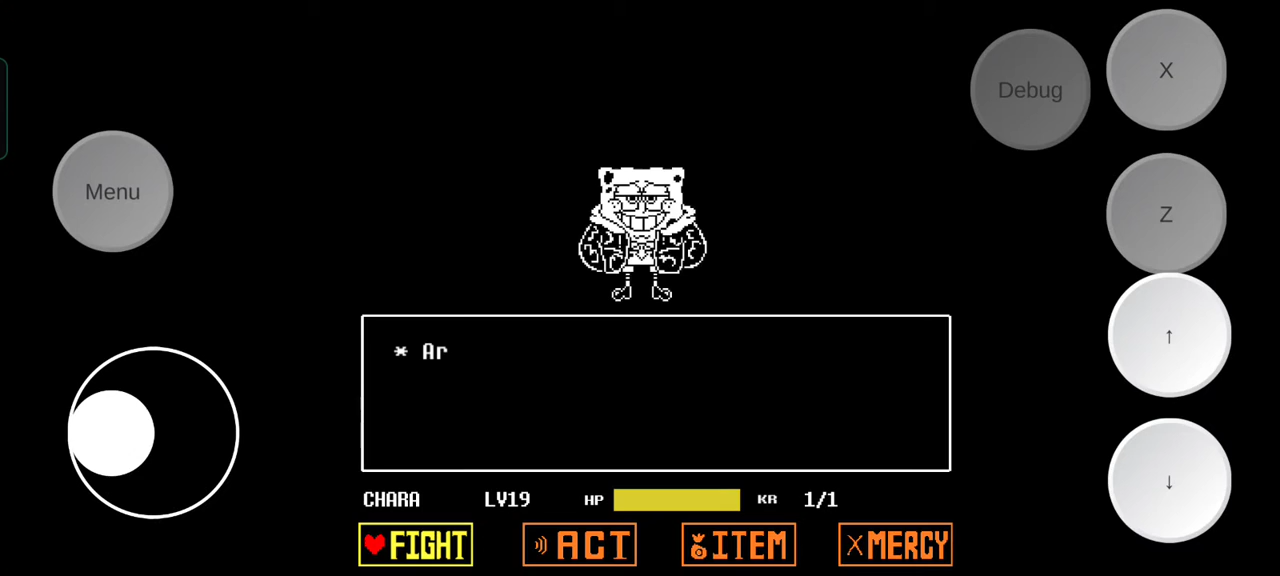 Debug
X
Menu
Z
* Ar
↑
↓
CHARA LV19 HP KR 1/1
FIGHT ACT ITEM MERCY